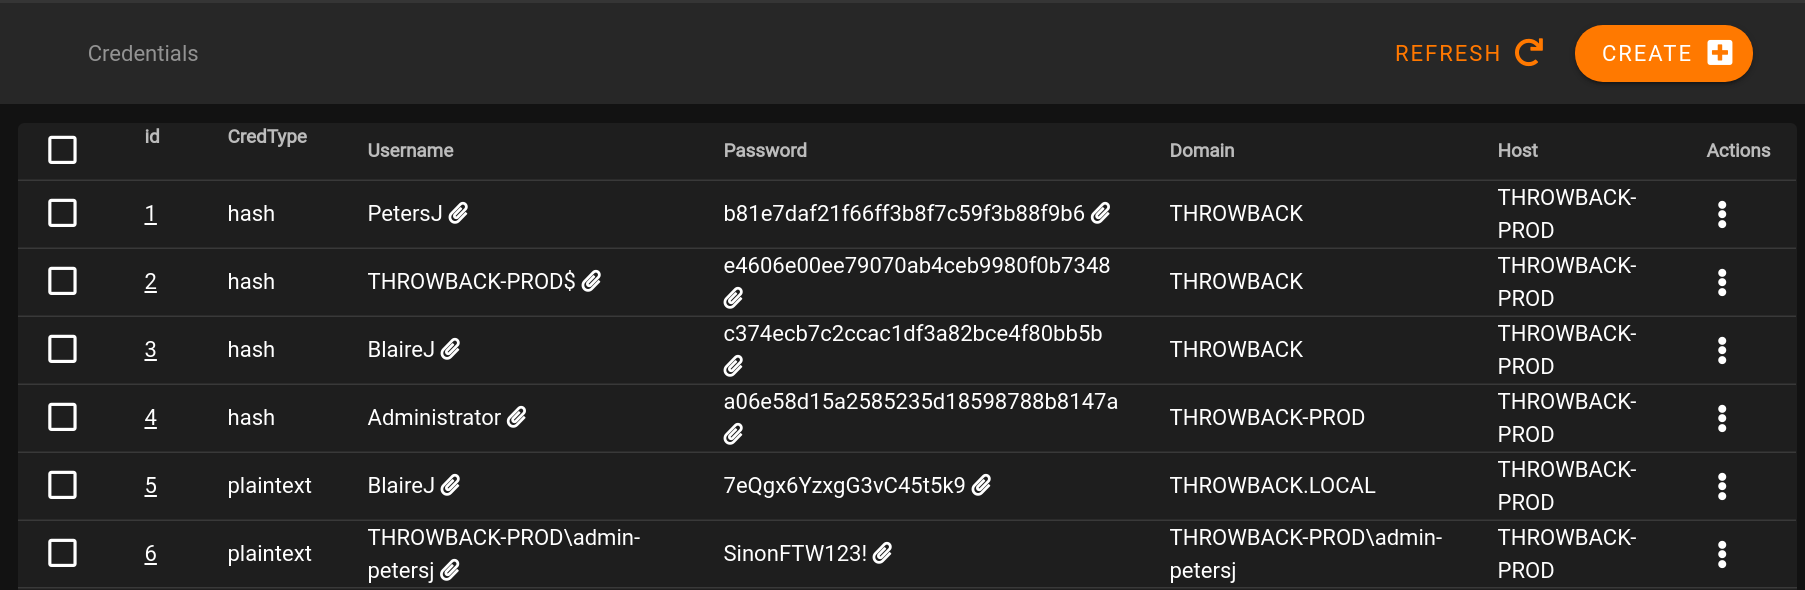 Credentials
REFRESH
CREATE
id CredType Username Password Domain Host Actions
1 hash PetersJ b81e7daf21f66ff3b8f7c59f3b88f9b6 THROWBACK THROWBACK-
PROD
2 hash THROWBACK-PROD$ e4606e00ee79070ab4ceb9980f0b7348 THROWBACK THROWBACK-
PROD
3 hash BlaireJ c374ecb7c2ccac1df3a82bce4f80bb5b THROWBACK THROWBACK-
PROD
4 hash Administrator a06e58d15a2585235d18598788b8147a THROWBACK-PROD THROWBACK-
PROD
5 plaintext BlaireJ 7eQgx6YzxgG3vC45t5k9 THROWBACK.LOCAL THROWBACK-
PROD
6 plaintext THROWBACK-PROD\admin- SinonFTW123! THROWBACK-PROD\admin- THROWBACK-
petersj petersj PROD